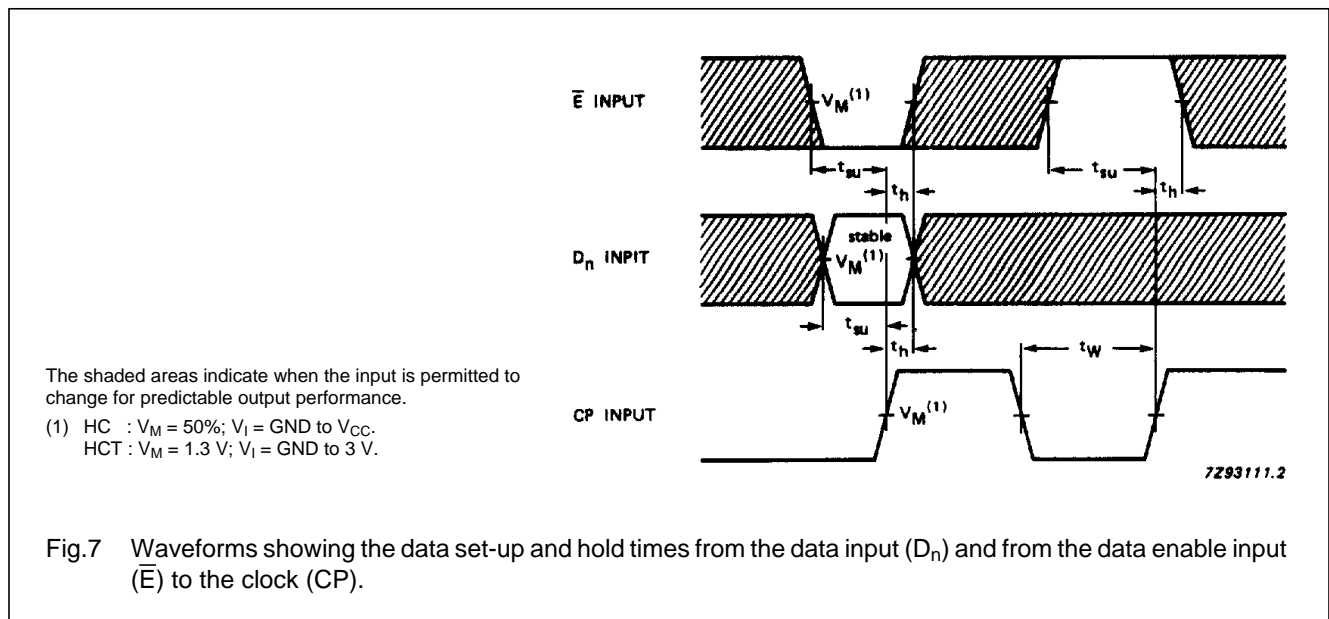 E̅ INPUT
V_M(1)
t_su
t_su
t_h
t_h
stable
D_n INPIT
V_M(1)
t_su
t_h
t_W
CP INPUT
V_M(1)
7Z93111.2
The shaded areas indicate when the input is permitted to
change for predictable output performance.
(1) HC : V_M = 50%; V_I = GND to V_CC.
HCT : V_M = 1.3 V; V_I = GND to 3 V.
Fig.7 Waveforms showing the data set-up and hold times from the data input (D_n) and from the data enable input
(E̅) to the clock (CP).